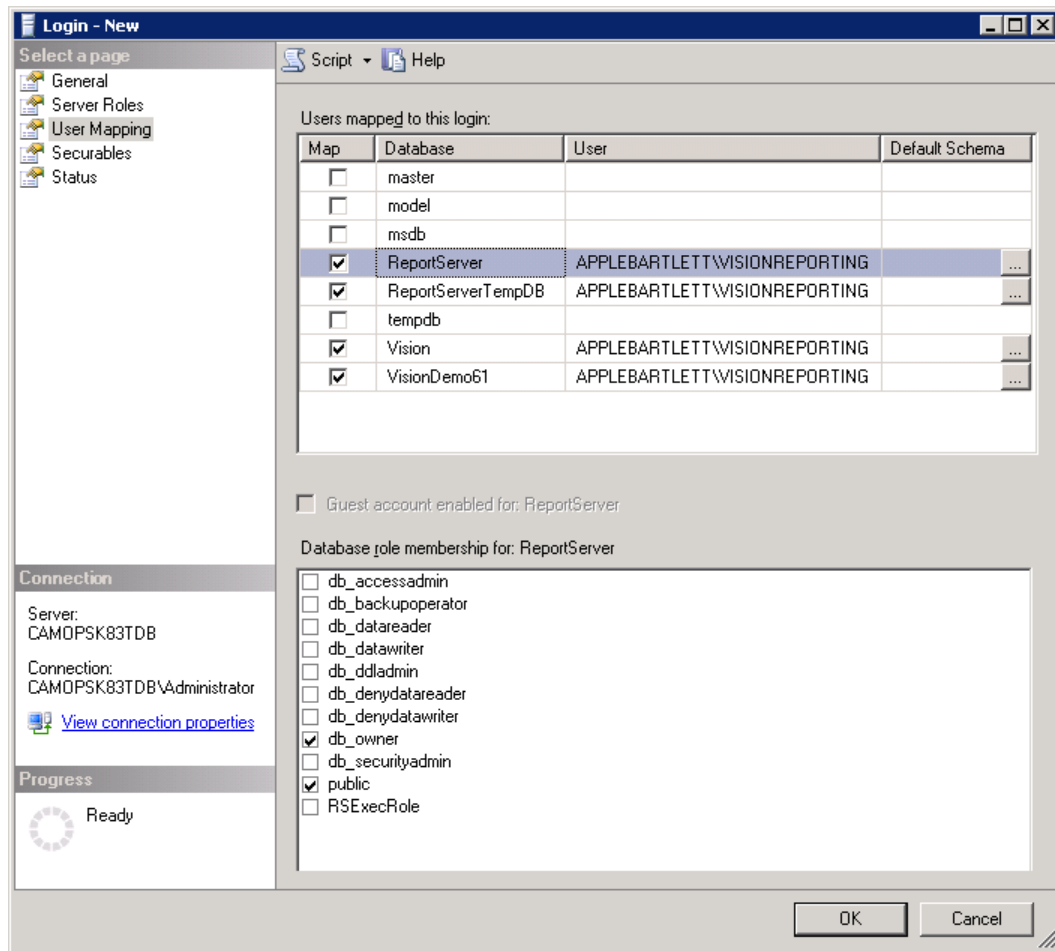 Login - New
Select a page
General
Server Roles
User Mapping
Securables
Status
Script Help
Users mapped to this login:
Map Database User Default Schema
master
model
msdb
ReportServer APPLEBARTLETT\VISIONREPORTING ...
ReportServerTempDB APPLEBARTLETT\VISIONREPORTING ...
tempdb
Vision APPLEBARTLETT\VISIONREPORTING ...
VisionDemo61 APPLEBARTLETT\VISIONREPORTING ...
Guest account enabled for: ReportServer
Database role membership for: ReportServer
db_accessadmin
db_backupoperator
db_datareader
db_datawriter
db_ddladmin
db_denydatareader
db_denydatawriter
db_owner
db_securityadmin
public
RSExecRole
Connection
Server:
CAMOPSK83TDB
Connection:
CAMOPSK83TDB\Administrator
View connection properties
Progress
Ready
OK Cancel